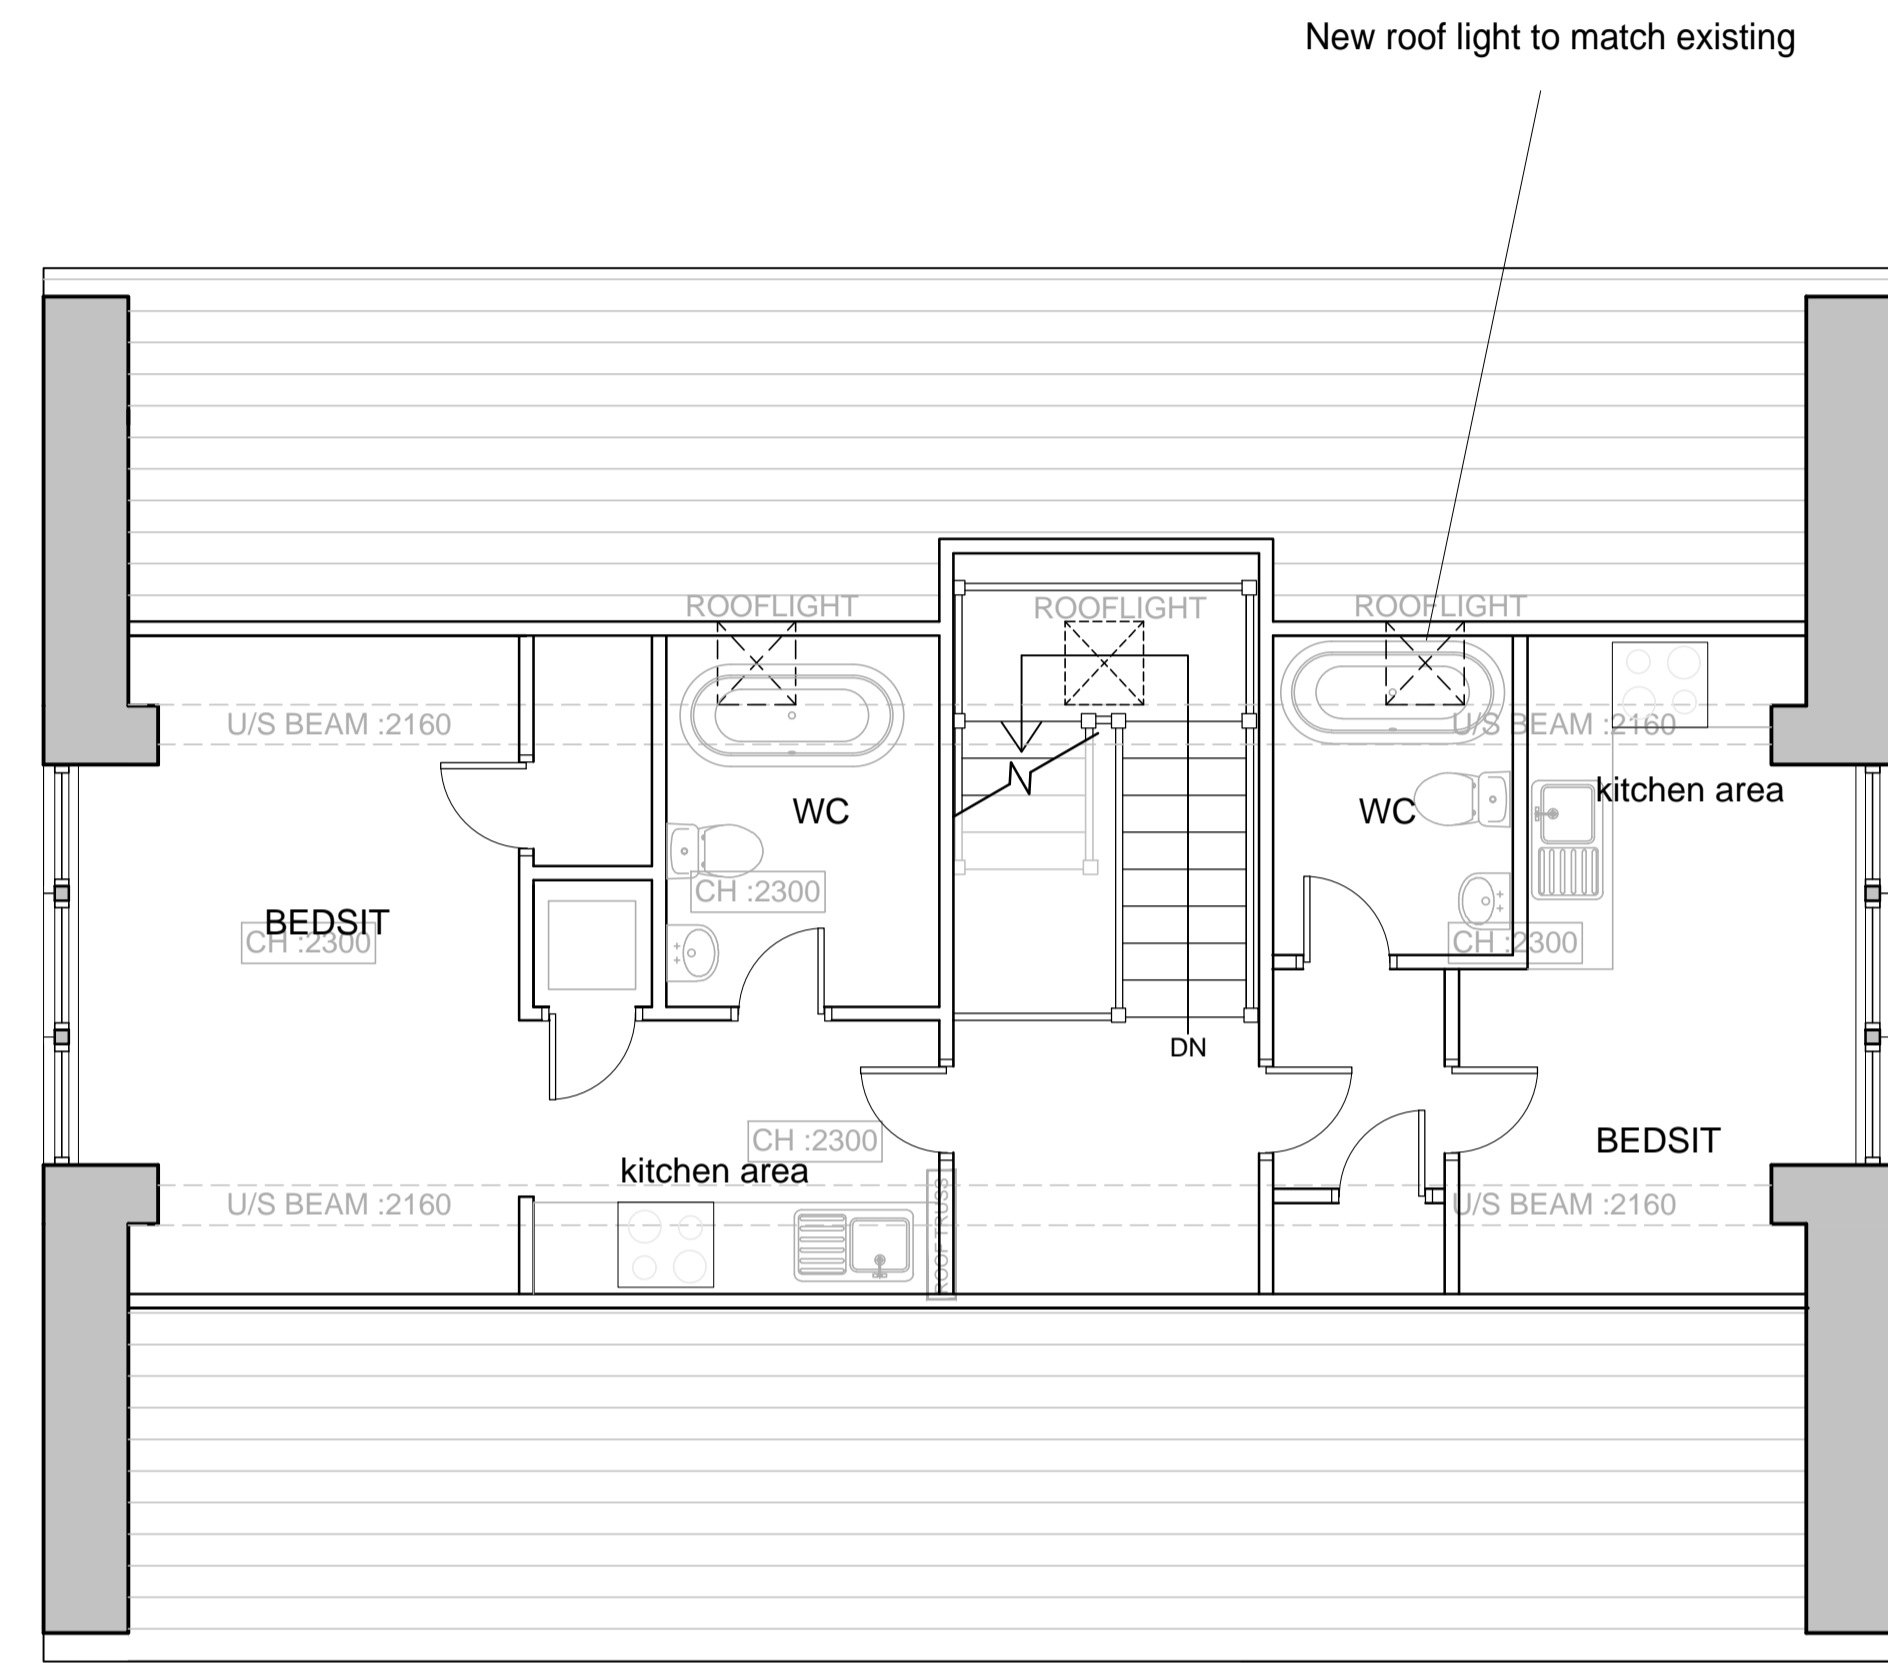 New roof light to match existing
ROOFLIGHT
ROOFLIGHT
ROOFLIGHT
U/S BEAM :2160
U/S BEAM :2160
kitchen area
WC
WC
CH :2300
BEDSIT
CH :2300
CH :2300
DN
CH :2300
BEDSIT
kitchen area
ROOF TRUSS
U/S BEAM :2160
U/S BEAM :2160